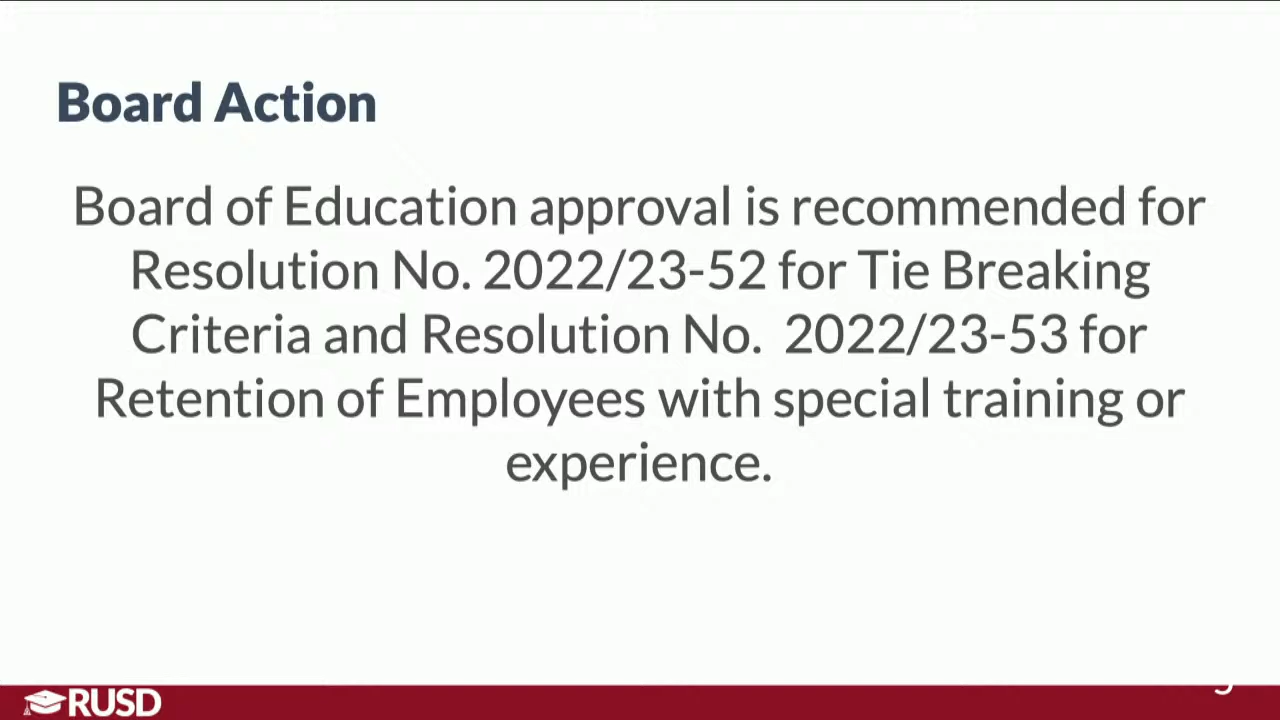 Board Action
Board of Education approval is recommended for
Resolution No. 2022/23-52 for Tie Breaking
Criteria and Resolution No.  2022/23-53 for
Retention of Employees with special training or
experience.
RUSD